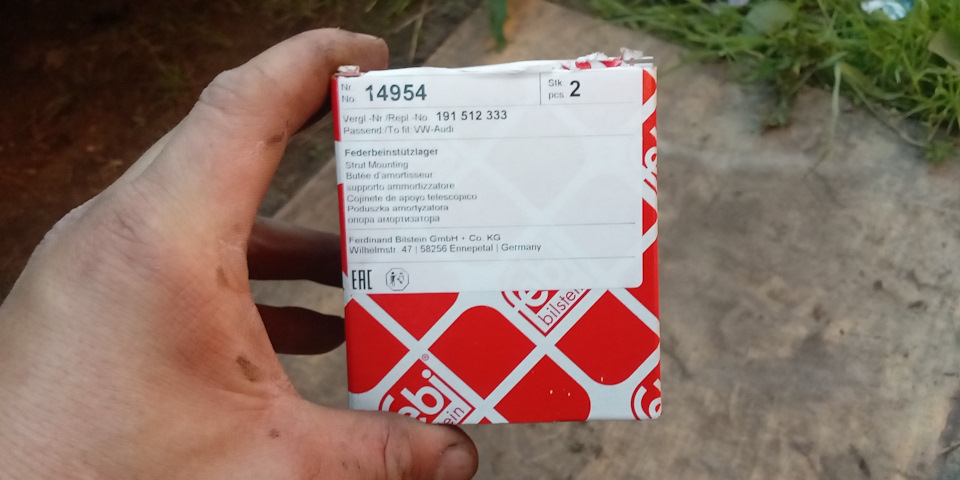 Nr. No. 14954
Stk pcs. 2
Vergl.-Nr./Repl.-No. 191 512 333
Passend/To fit: VW-Audi
Federbeinstützlager
Strut Mounting
Butée d'amortisseur
supporto ammortizzatore
Cojinete de apoyo telescópico
Poduszka amortyzatora
опора амортизатора
Ferdinand Bilstein GmbH + Co. KG
Wilhelmstr. 47 | 58256 Ennepetal | Germany
EAC
bilstein
febi®